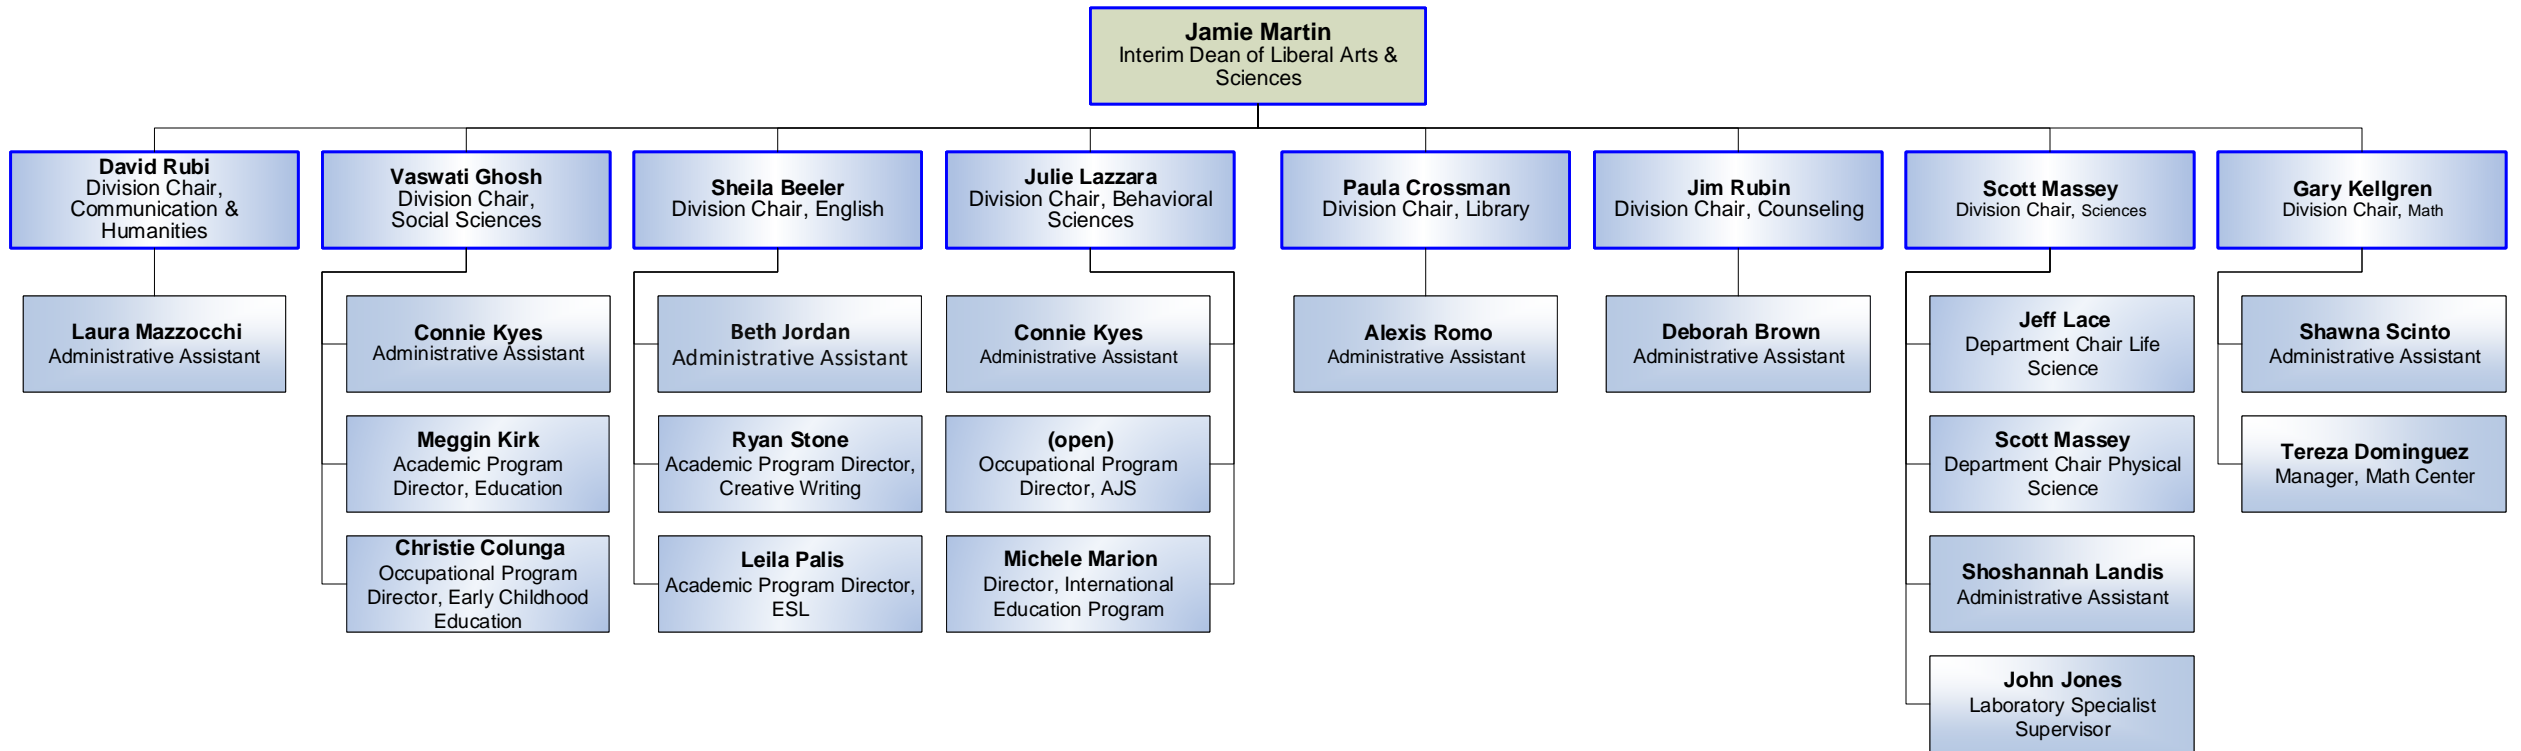 Jamie Martin
Interim Dean of Liberal Arts &
Sciences
David Rubi
Division Chair,
Communication &
Humanities
Vaswati Ghosh
Division Chair,
Social Sciences
Sheila Beeler
Division Chair, English
Julie Lazzara
Division Chair, Behavioral
Sciences
Paula Crossman
Division Chair, Library
Jim Rubin
Division Chair, Counseling
Scott Massey
Division Chair, Sciences
Gary Kellgren
Division Chair, Math
Laura Mazzocchi
Administrative Assistant
Connie Kyes
Administrative Assistant
Meggin Kirk
Academic Program
Director, Education
Christie Colunga
Occupational Program
Director, Early Childhood
Education
Beth Jordan
Administrative Assistant
Ryan Stone
Academic Program Director,
Creative Writing
Leila Palis
Academic Program Director,
ESL
Connie Kyes
Administrative Assistant
(open)
Occupational Program
Director, AJS
Michele Marion
Director, International
Education Program
Alexis Romo
Administrative Assistant
Deborah Brown
Administrative Assistant
Jeff Lace
Department Chair Life
Science
Scott Massey
Department Chair Physical
Science
Shoshannah Landis
Administrative Assistant
John Jones
Laboratory Specialist
Supervisor
Shawna Scinto
Administrative Assistant
Tereza Dominguez
Manager, Math Center